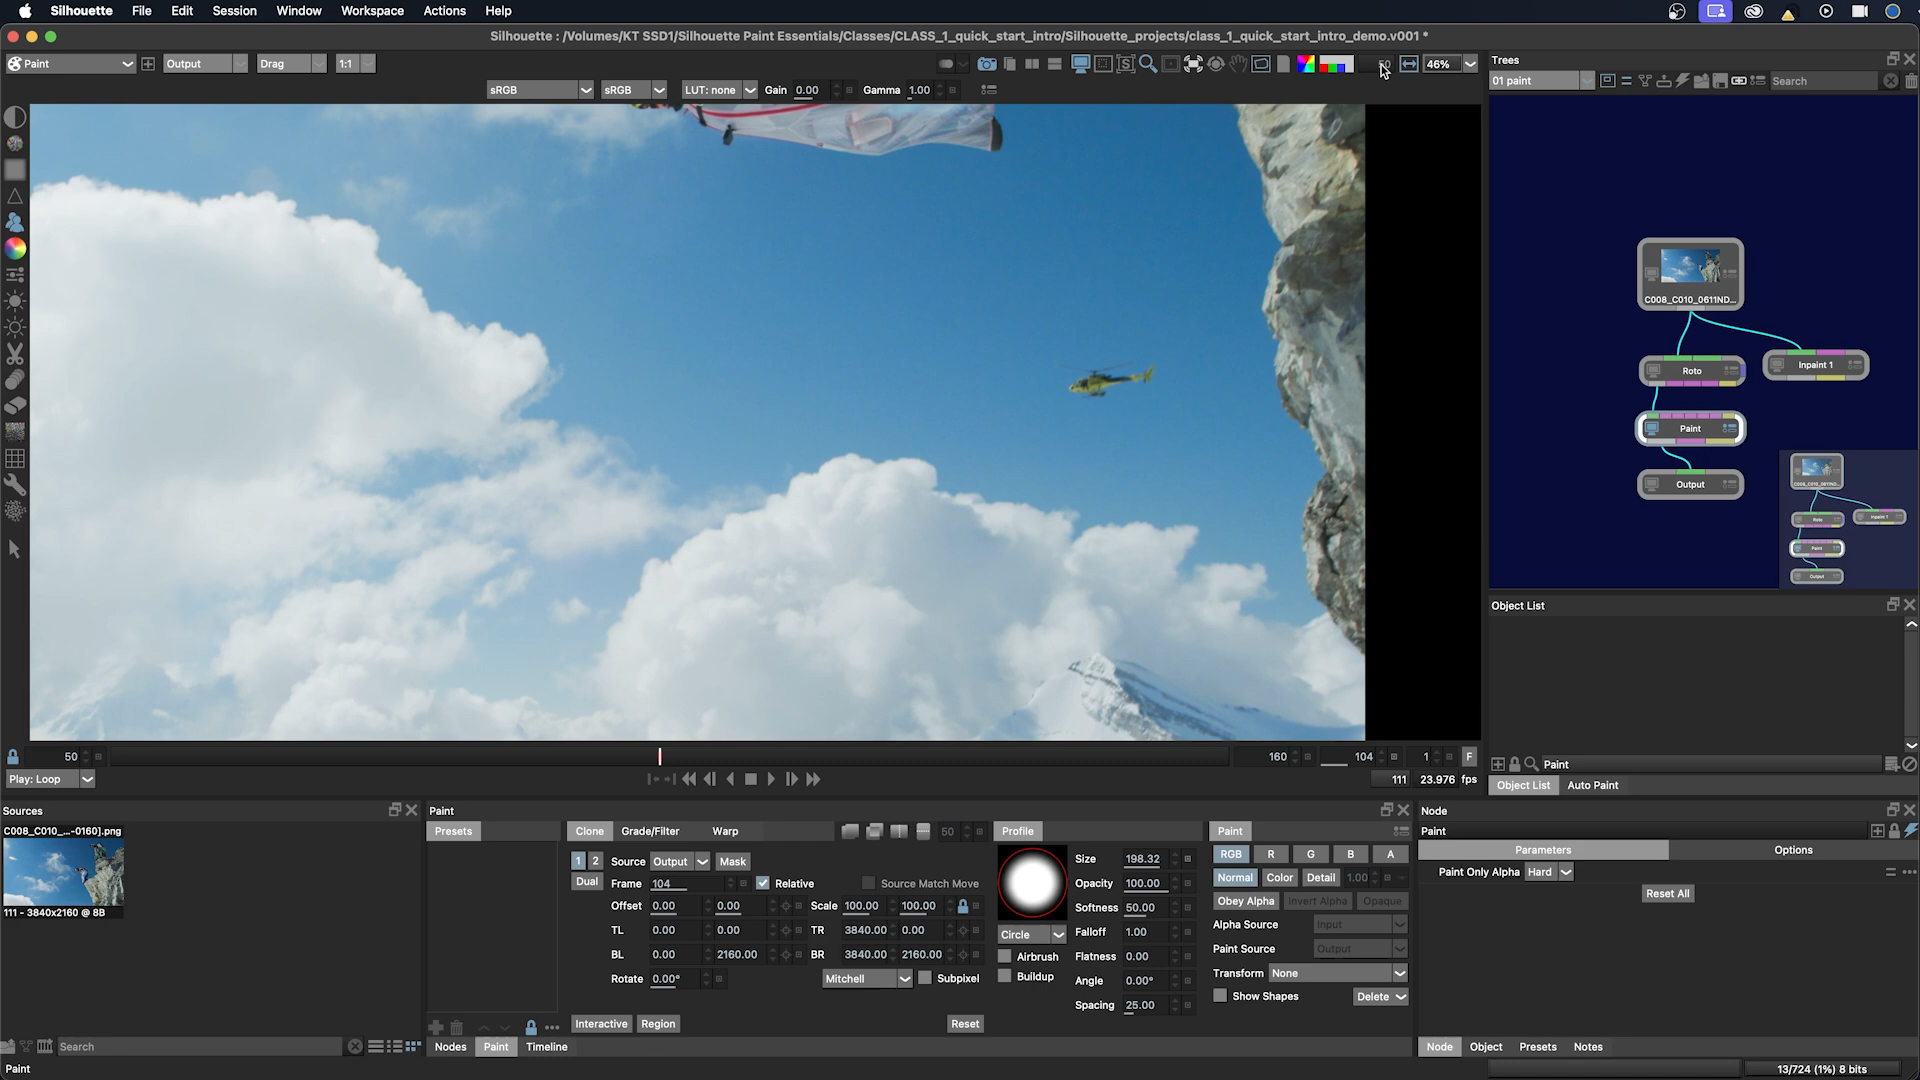 Silhouette File Edit Session Window Workspace Actions Help
Silhouette : /Volumes/KT SSD1/Silhouette Paint Essentials/Classes/CLASS_1_quick_start_intro/Silhouette_projects/class_1_quick_start_intro_demo.v001 *
Paint Output Drag 1:1 50 46%
sRGB sRGB LUT: none Gain 0.00 Gamma 1.00
Trees
01 paint Search
C008_C010_0611ND...
Roto Inpaint 1
Paint
Output
C008_C010_0611ND...
Roto Inpaint 1
Paint
Output
Object List
Paint
Object List Auto Paint
50 160 104 1 F
Play: Loop 111 23.976 fps
Sources
C008_C010_...-0160].png
111 - 3840x2160 @ 8B
Search
Paint
Presets Clone Grade/Filter Warp 50 Profile Paint
1 2 Source Output Mask
Dual Frame 104 Relative Source Match Move
Offset 0.00 0.00 Scale 100.00 100.00
TL 0.00 0.00 TR 3840.00 0.00
BL 0.00 2160.00 BR 3840.00 2160.00
Rotate 0.00° Mitchell Subpixel
Interactive Region Reset
Circle
Airbrush
Buildup
Size 198.32
Opacity 100.00
Softness 50.00
Falloff 1.00
Flatness 0.00
Angle 0.00°
Spacing 25.00
RGB R G B A
Normal Color Detail 1.00
Obey Alpha Invert Alpha Opaque
Alpha Source Input
Paint Source Output
Transform None
Show Shapes Delete
Nodes Paint Timeline
Node
Paint
Parameters Options
Paint Only Alpha Hard
Reset All
Node Object Presets Notes
Paint 13/724 (1%) 8 bits